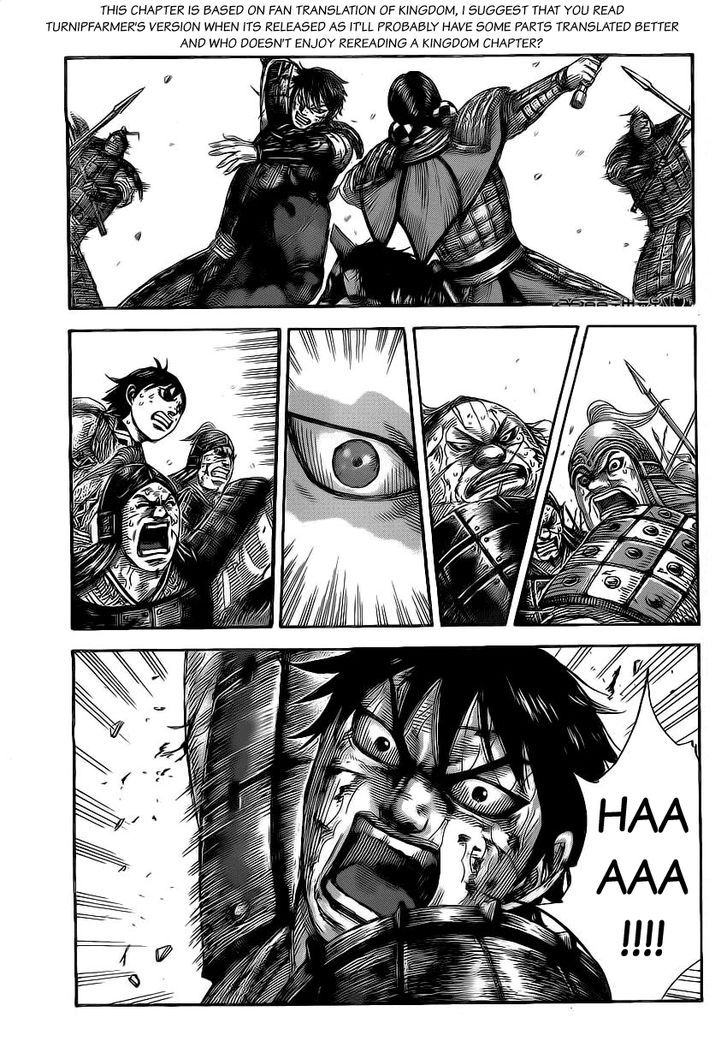 THIS CHAPTER IS BASED ON FAN TRANSLATION OF KINGDOM, I SUGGEST THAT YOU READ
TURNIPFARMER'S VERSION WHEN ITS RELEASED AS IT'LL PROBABLY HAVE SOME PARTS TRANSLATED BETTER
AND WHO DOESN'T ENJOY REREADING A KINGDOM CHAPTER?
HAA
AAA
!!!!